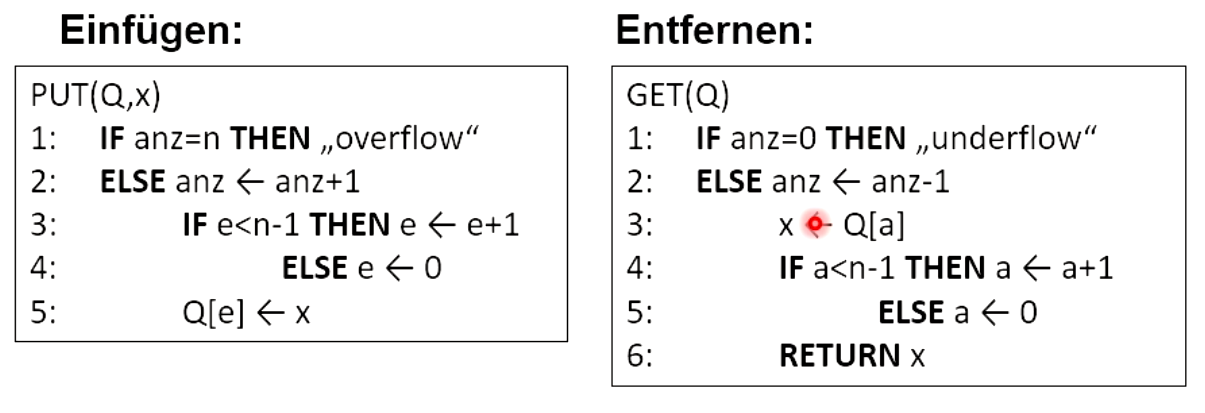 Einfügen:
PUT(Q,x)
1: IF anz=n THEN „overflow“
2: ELSE anz ← anz+1
3: IF e<n-1 THEN e ← e+1
4: ELSE e ← 0
5: Q[e] ← x
Entfernen:
GET(Q)
1: IF anz=0 THEN „underflow“
2: ELSE anz ← anz-1
3: x ← Q[a]
4: IF a<n-1 THEN a ← a+1
5: ELSE a ← 0
6: RETURN x